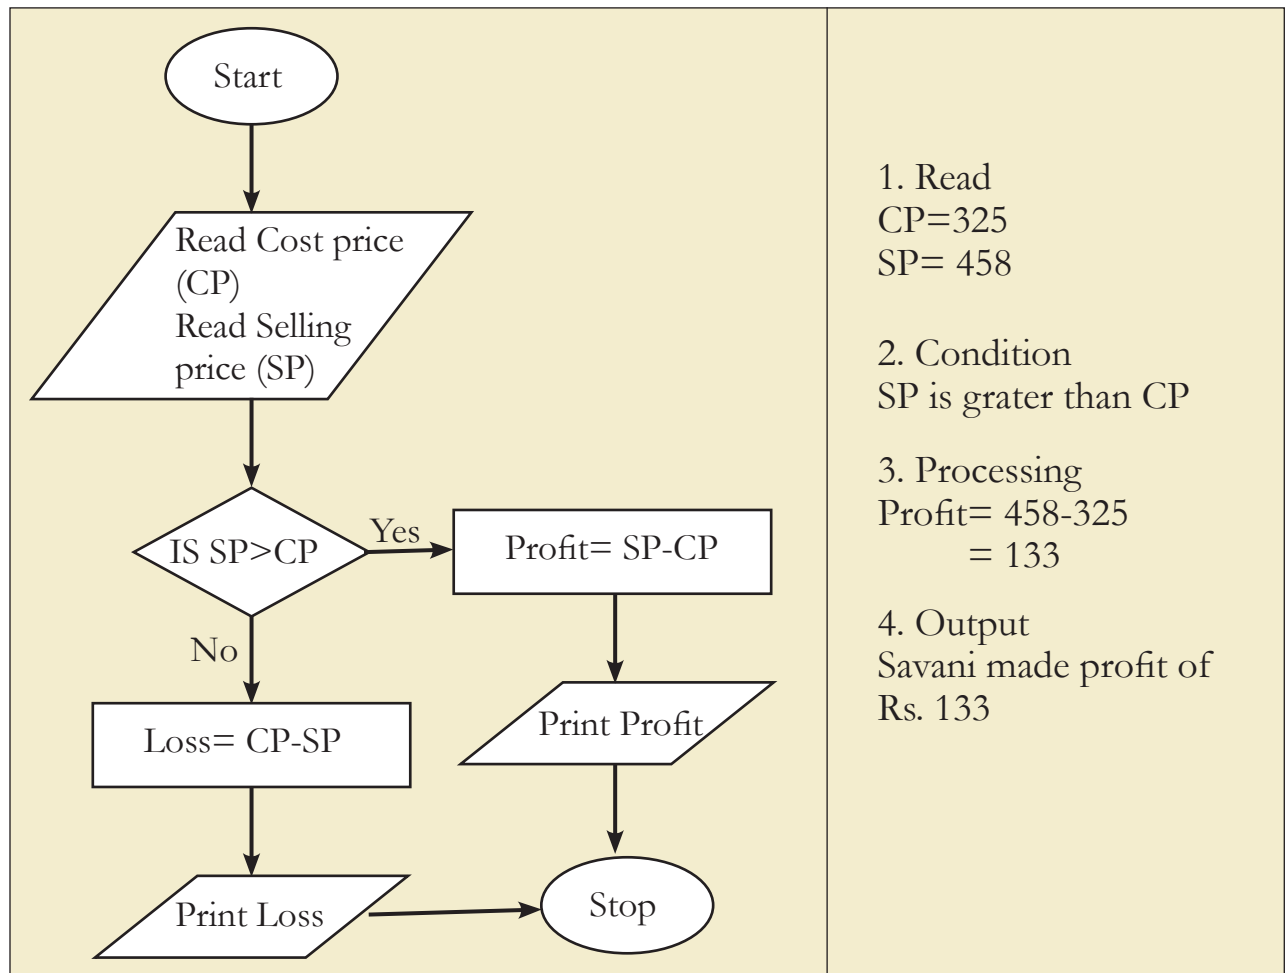 Start
Read Cost price
(CP)
Read Selling
price (SP)
IS SP>CP
Yes
Profit= SP-CP
No
Loss= CP-SP
Print Profit
Print Loss
Stop
1. Read
CP=325
SP= 458
2. Condition
SP is grater than CP
3. Processing
Profit= 458-325
= 133
4. Output
Savani made profit of
Rs. 133